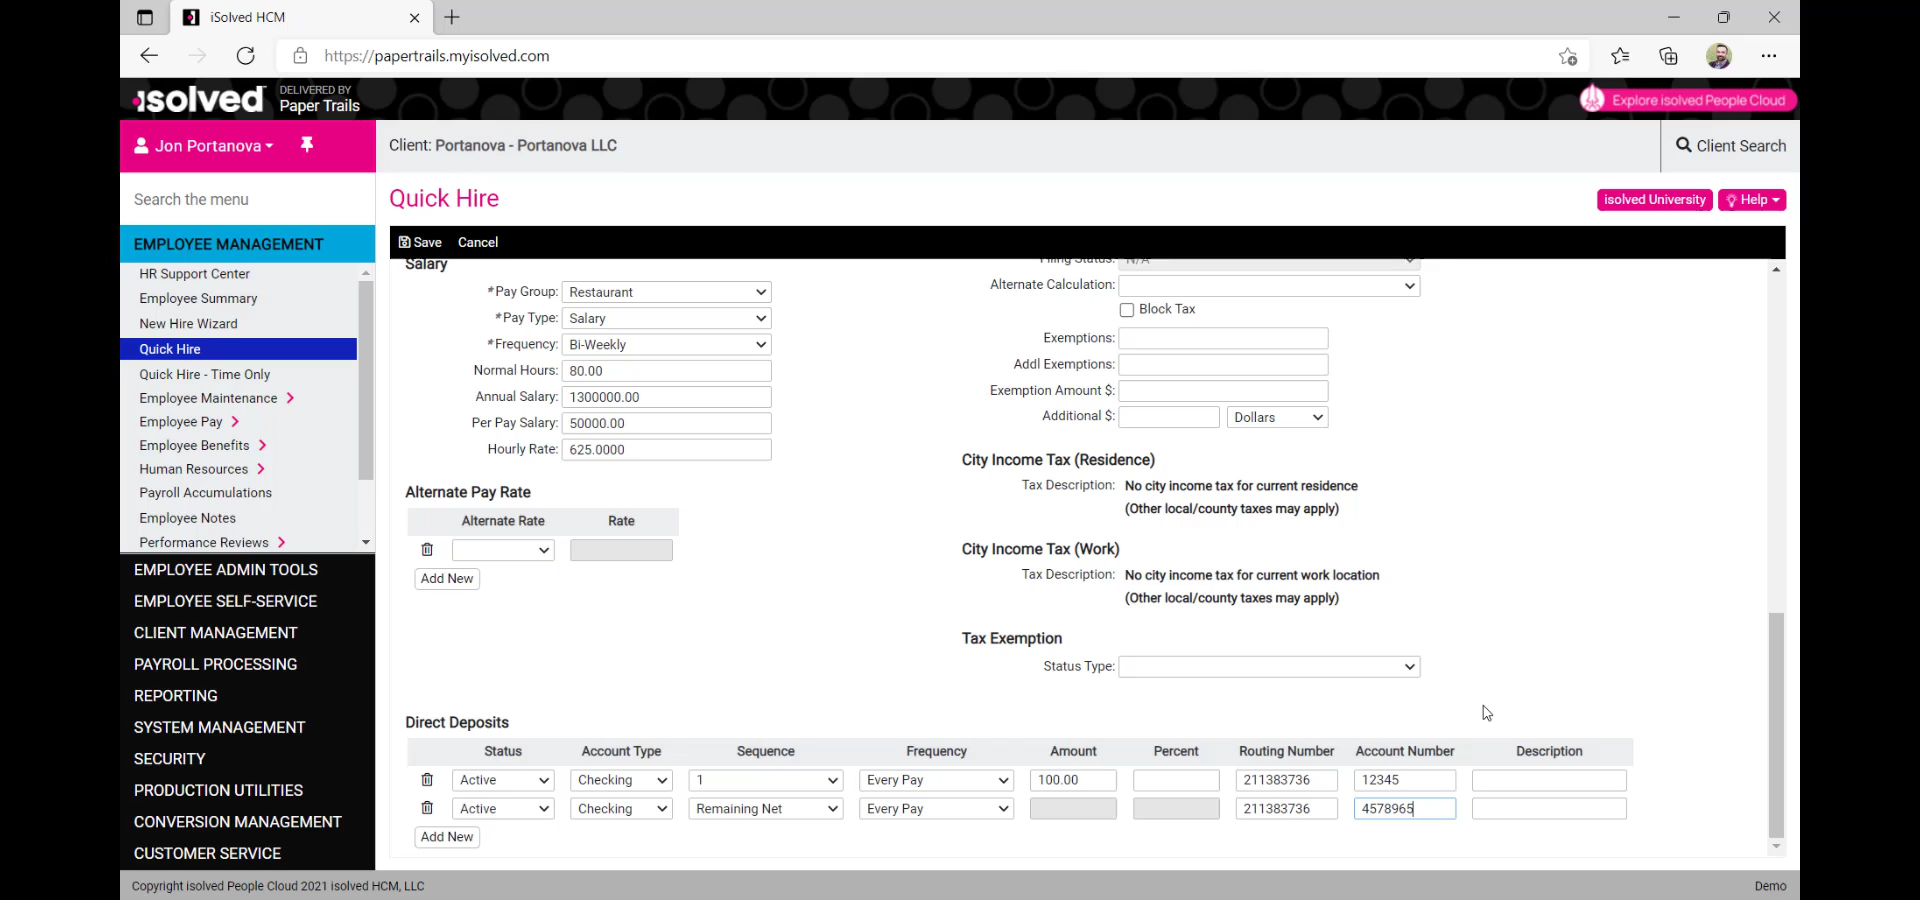 iSolved HCM
https://papertrails.myisolved.com
isolved DELIVERED BY Paper Trails
Explore isolved People Cloud
Jon Portanova
Client: Portanova - Portanova LLC
Client Search
Search the menu
Quick Hire
isolved University
Help
EMPLOYEE MANAGEMENT
HR Support Center
Employee Summary
New Hire Wizard
Quick Hire
Quick Hire - Time Only
Employee Maintenance
Employee Pay
Employee Benefits
Human Resources
Payroll Accumulations
Employee Notes
Performance Reviews
EMPLOYEE ADMIN TOOLS
EMPLOYEE SELF-SERVICE
CLIENT MANAGEMENT
PAYROLL PROCESSING
REPORTING
SYSTEM MANAGEMENT
SECURITY
PRODUCTION UTILITIES
CONVERSION MANAGEMENT
CUSTOMER SERVICE
Save Cancel
Salary
*Pay Group: Restaurant
*Pay Type: Salary
*Frequency: Bi-Weekly
Normal Hours: 80.00
Annual Salary: 1300000.00
Per Pay Salary: 50000.00
Hourly Rate: 625.0000
Alternate Pay Rate
Alternate Rate Rate
Add New
Filing Status: N/A
Alternate Calculation:
Block Tax
Exemptions:
Addl Exemptions:
Exemption Amount $:
Additional $: Dollars
City Income Tax (Residence)
Tax Description: No city income tax for current residence
(Other local/county taxes may apply)
City Income Tax (Work)
Tax Description: No city income tax for current work location
(Other local/county taxes may apply)
Tax Exemption
Status Type:
Direct Deposits
Status Account Type Sequence Frequency Amount Percent Routing Number Account Number Description
Active Checking 1 Every Pay 100.00 211383736 12345
Active Checking Remaining Net Every Pay 211383736 4578965
Add New
Copyright isolved People Cloud 2021 isolved HCM, LLC
Demo